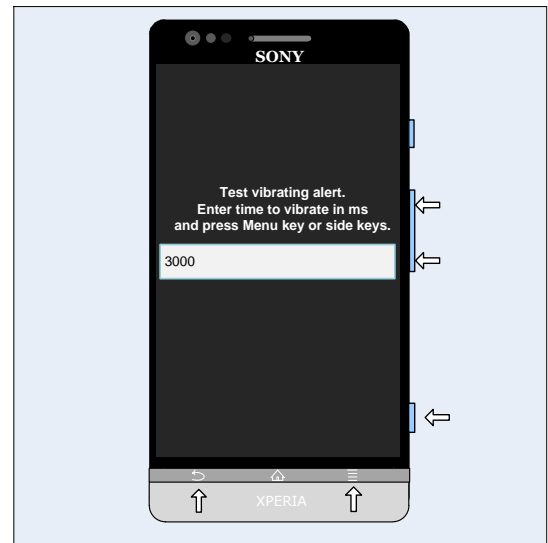 SONY
Test vibrating alert.
Enter time to vibrate in ms
and press Menu key or side keys.
3000
XPERIA